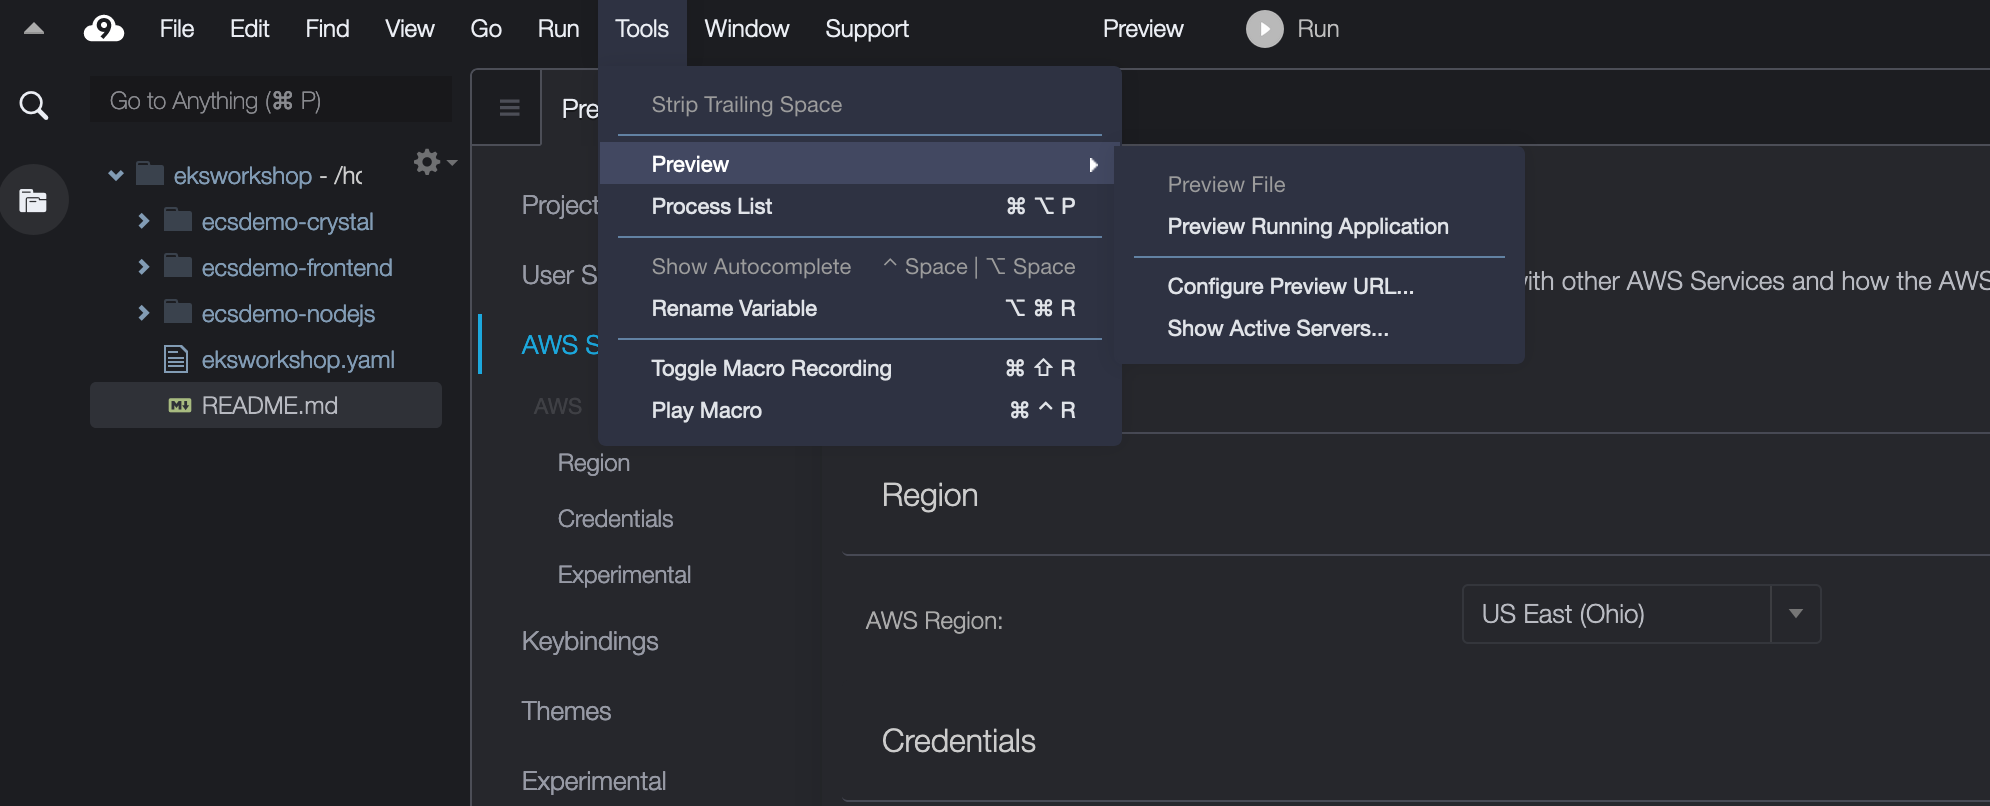 9 File Edit Find View Go Run Tools Window Support Preview Run
Go to Anything (⌘ P)
eksworkshop - /hc
ecsdemo-crystal
ecsdemo-frontend
ecsdemo-nodejs
eksworkshop.yaml
M↓ README.md
Pre
Project
User S
AWS S
AWS
Region
Credentials
Experimental
Keybindings
Themes
Experimental
Strip Trailing Space
Preview
Process List ⌘ ⌥ P
Show Autocomplete ^ Space | ⌥ Space
Rename Variable ⌥ ⌘ R
Toggle Macro Recording ⌘ ⇧ R
Play Macro ⌘ ^ R
Preview File
Preview Running Application
Configure Preview URL...
Show Active Servers...
ith other AWS Services and how the AWS
Region
AWS Region: US East (Ohio)
Credentials